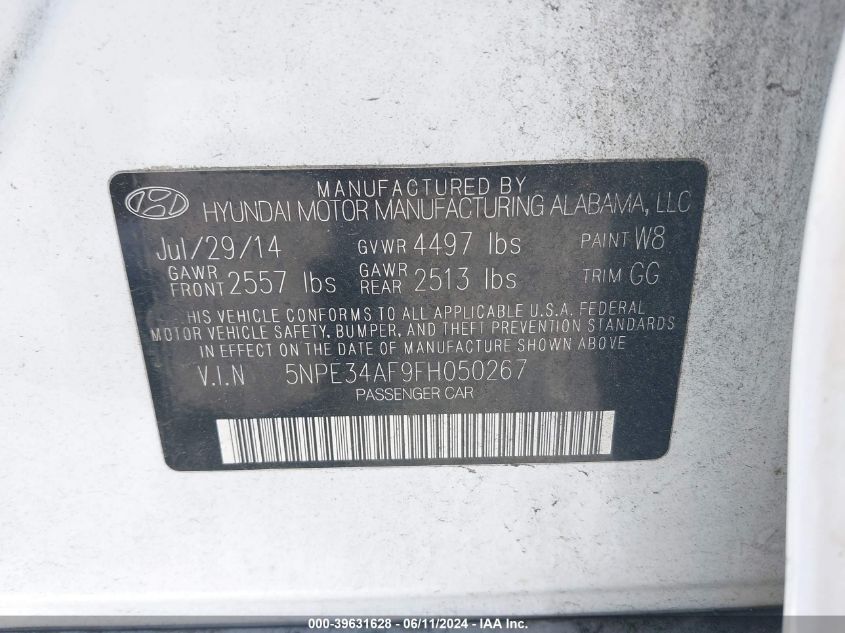 MANUFACTURED BY
HYUNDAI MOTOR MANUFACTURING ALABAMA, LLC
Jul/29/14 GVWR 4497 lbs PAINT W8
GAWR FRONT 2557 lbs GAWR REAR 2513 lbs TRIM GG
THIS VEHICLE CONFORMS TO ALL APPLICABLE U.S.A. FEDERAL
MOTOR VEHICLE SAFETY, BUMPER, AND THEFT PREVENTION STANDARDS
IN EFFECT ON THE DATE OF MANUFACTURE SHOWN ABOVE
V.I.N 5NPE34AF9FH050267
PASSENGER CAR
000-39631628 - 06/11/2024 - IAAI Inc.